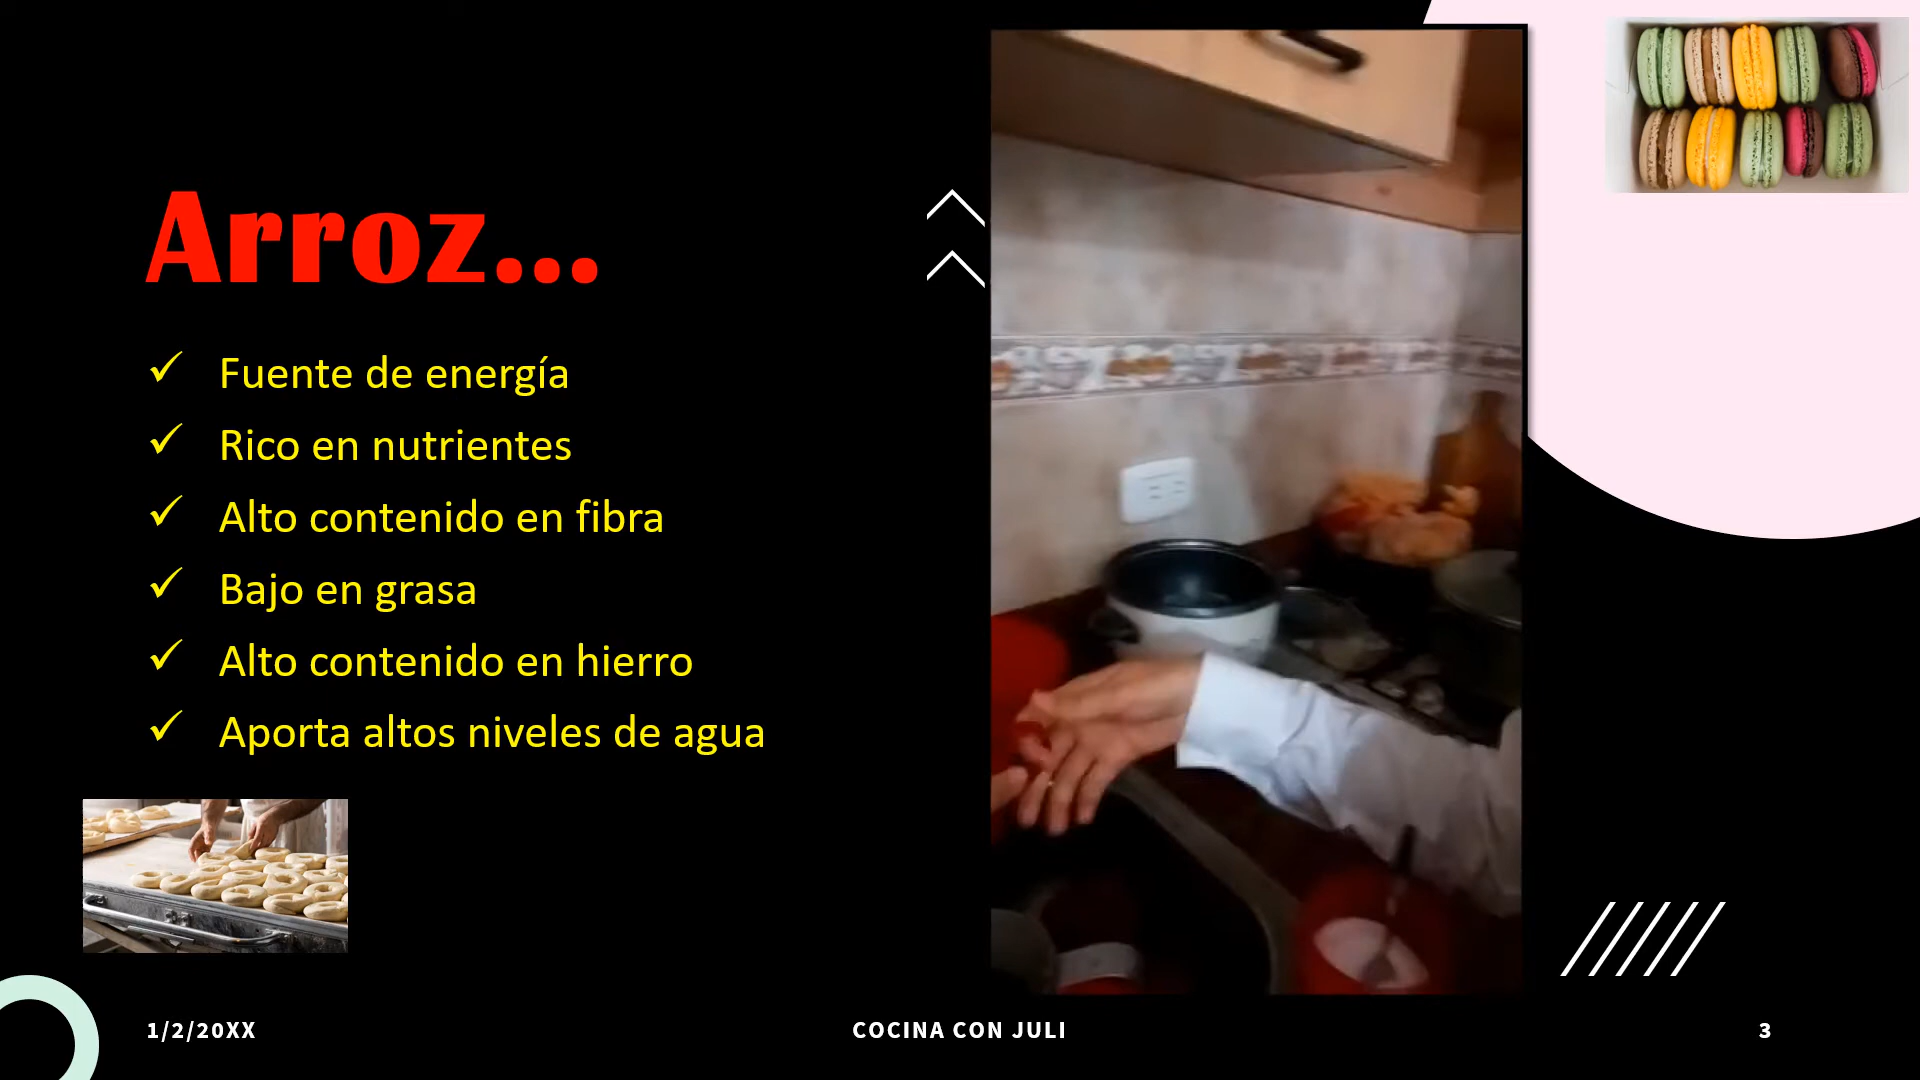 Arroz...
Fuente de energía
Rico en nutrientes
Alto contenido en fibra
Bajo en grasa
Alto contenido en hierro
Aporta altos niveles de agua
1/2/20XX
COCINA CON JULI
3